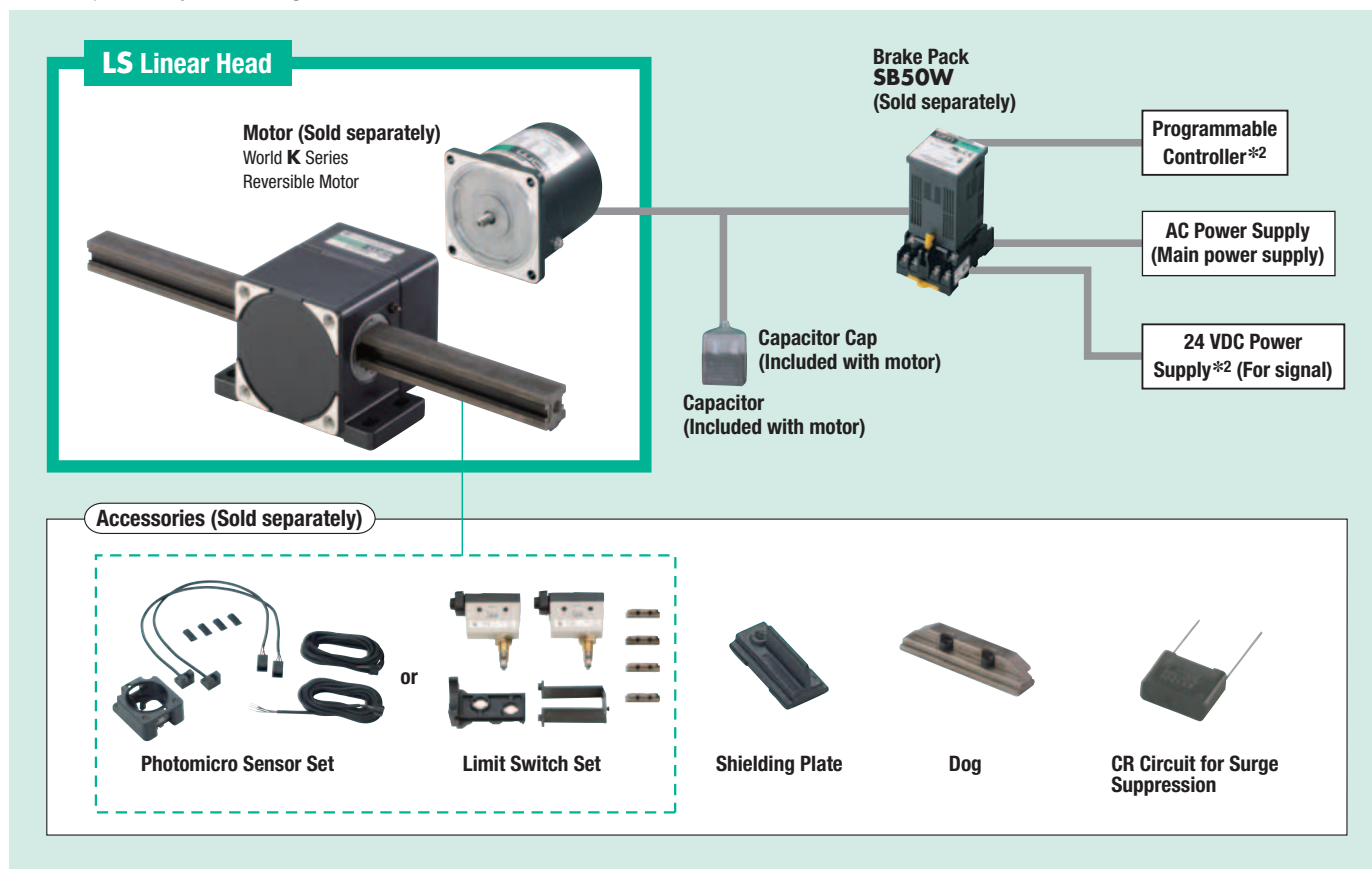 LS Linear Head
Motor (Sold separately)
World K Series
Reversible Motor
Brake Pack
SB50W
(Sold separately)
Programmable
Controller*2
AC Power Supply
(Main power supply)
24 VDC Power
Supply*2 (For signal)
Capacitor Cap
(Included with motor)
Capacitor
(Included with motor)
Accessories (Sold separately)
or
Photomicro Sensor Set
Limit Switch Set
Shielding Plate
Dog
CR Circuit for Surge
Suppression